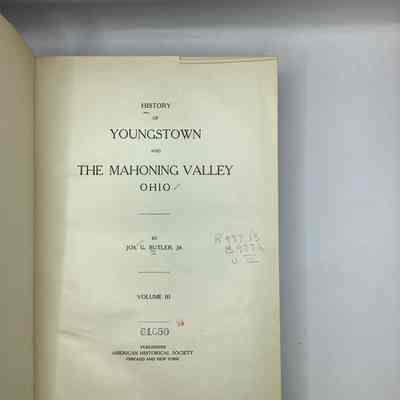 HISTORY
OF
YOUNGSTOWN
AND
THE MAHONING VALLEY
OHIO
BY
JOS. G. BUTLER, JR.
VOLUME III
PUBLISHERS
AMERICAN HISTORICAL SOCIETY
CHICAGO AND NEW YORK